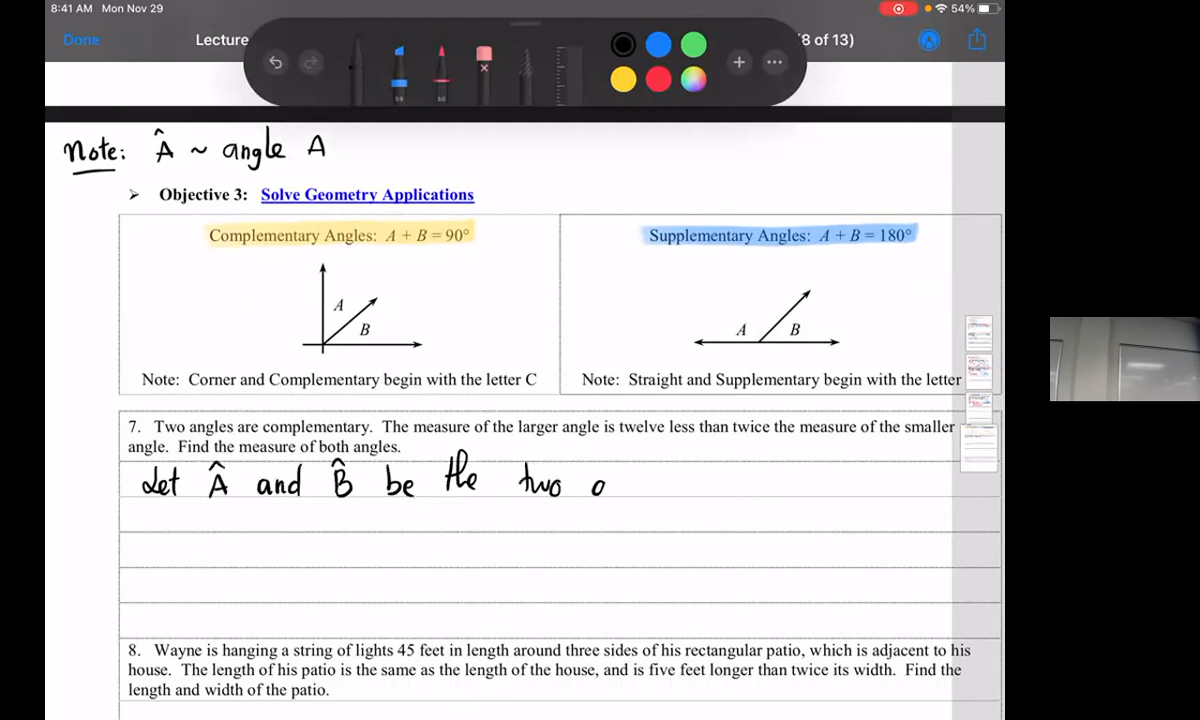 8:41 AM Mon Nov 29
54%
Done
Lecture
(8 of 13)
Note: Â ~ angle A
➢ Objective 3: Solve Geometry Applications
Complementary Angles: A + B = 90°
Supplementary Angles: A + B = 180°
A
B
A
B
Note: Corner and Complementary begin with the letter C
Note: Straight and Supplementary begin with the letter
7. Two angles are complementary. The measure of the larger angle is twelve less than twice the measure of the smaller
angle. Find the measure of both angles.
Let Â and B̂ be the two a
8. Wayne is hanging a string of lights 45 feet in length around three sides of his rectangular patio, which is adjacent to his
house. The length of his patio is the same as the length of the house, and is five feet longer than twice its width. Find the
length and width of the patio.